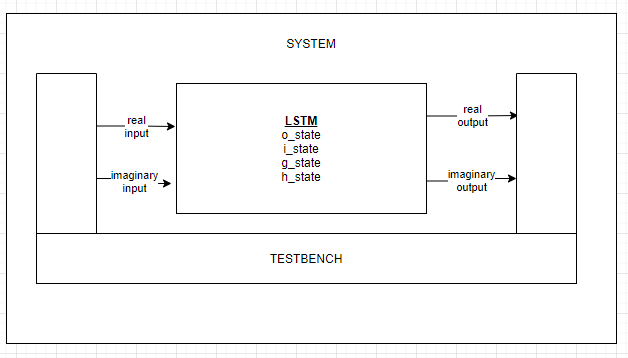 SYSTEM
real
input
imaginary
input
LSTM
o_state
i_state
g_state
h_state
real
output
imaginary
output
TESTBENCH